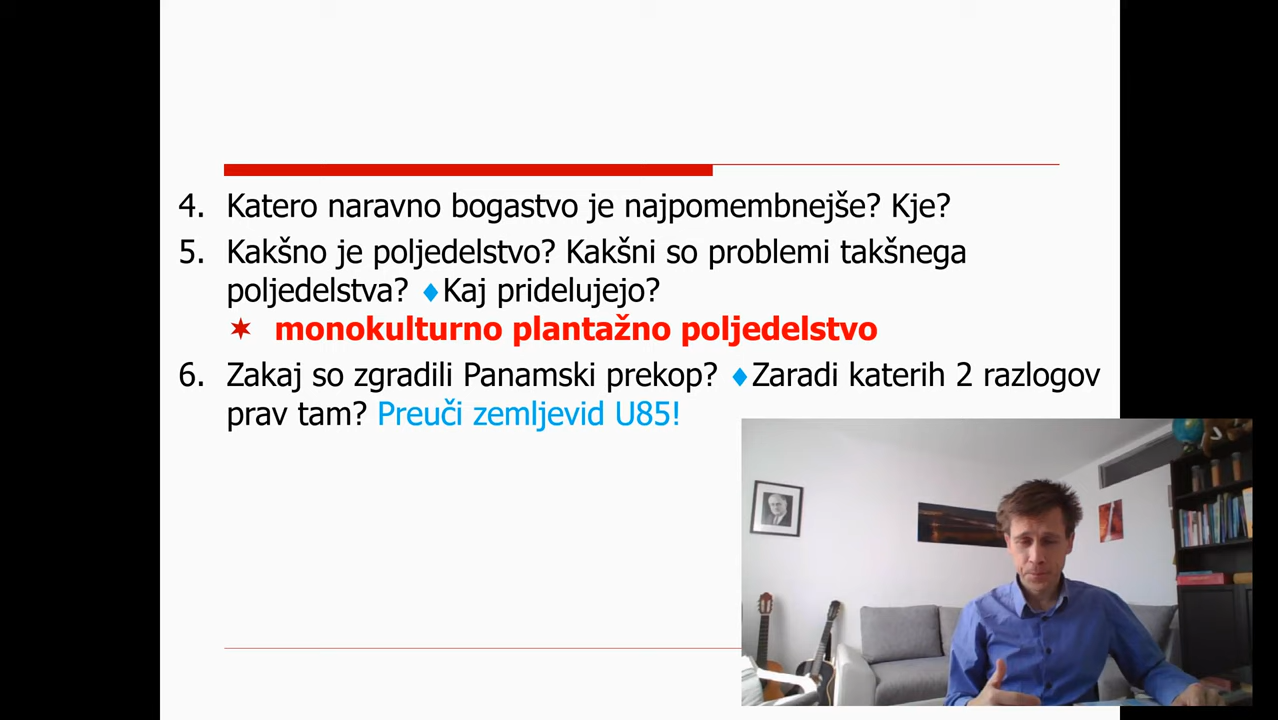 4. Katero naravno bogastvo je najpomembnejše? Kje?
5. Kakšno je poljedelstvo? Kakšni so problemi takšnega
poljedelstva? ♦Kaj pridelujejo?
✶ monokulturno plantažno poljedelstvo
6. Zakaj so zgradili Panamski prekop? ♦Zaradi katerih 2 razlogov
prav tam? Preuči zemljevid U85!